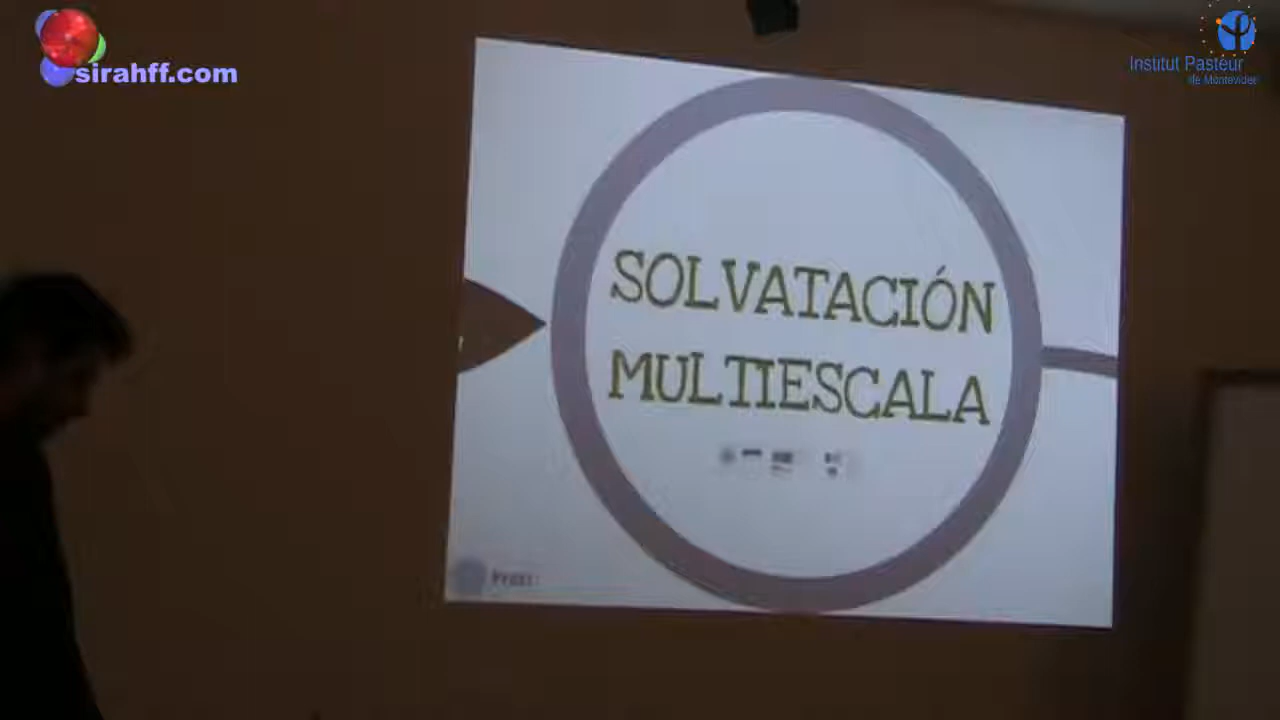 sirahff.com
Institut Pasteur
de Montevideo
SOLVATACIÓN
MULTIESCALA